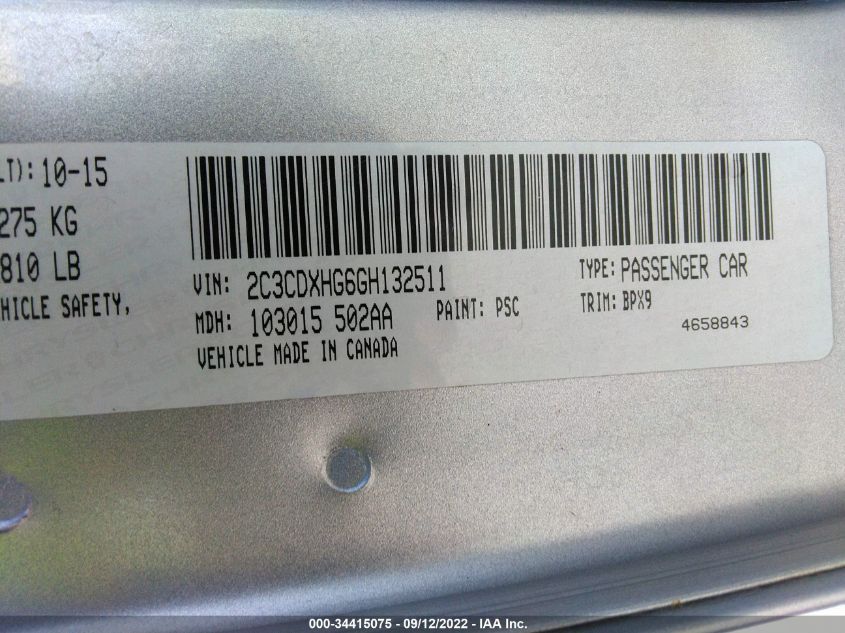 LT): 10-15
275 KG
810 LB
HICLE SAFETY,
VIN: 2C3CDXHG6GH132511
TYPE: PASSENGER CAR
MDH: 103015 502AA
PAINT: PSC
TRIM: BPX9
VEHICLE MADE IN CANADA
4658843
000-34415075 - 09/12/2022 - IAA Inc.